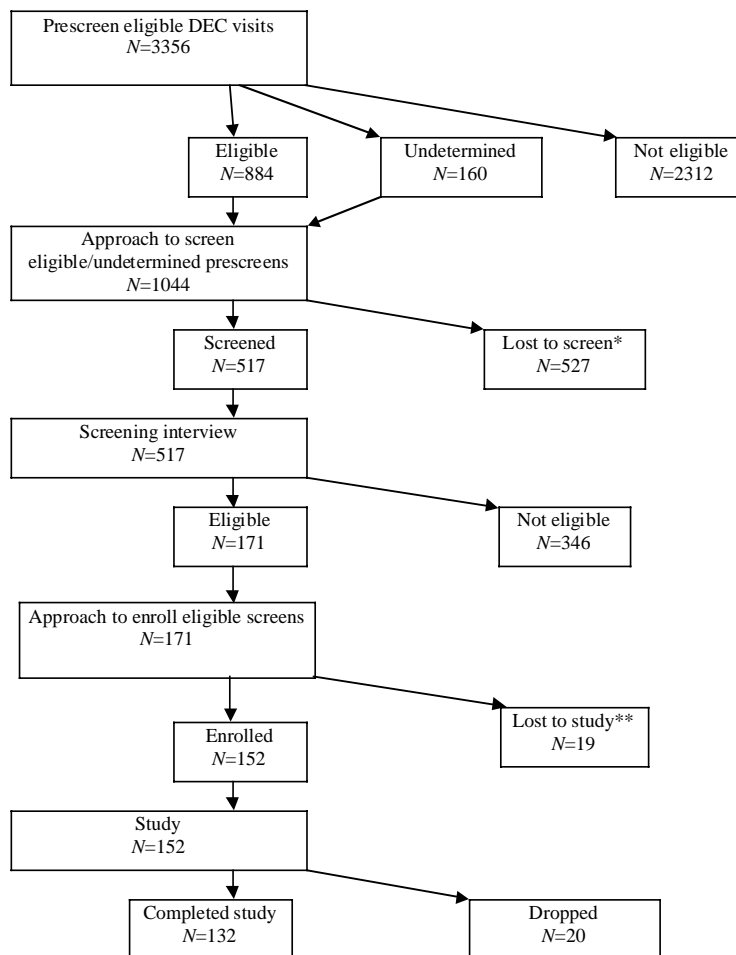 Prescreen eligible DEC visits
N=3356
Eligible
N=884
Undetermined
N=160
Not eligible
N=2312
Approach to screen
eligible/undetermined prescreens
N=1044
Screened
N=517
Lost to screen*
N=527
Screening interview
N=517
Eligible
N=171
Not eligible
N=346
Approach to enroll eligible screens
N=171
Enrolled
N=152
Lost to study**
N=19
Study
N=152
Completed study
N=132
Dropped
N=20